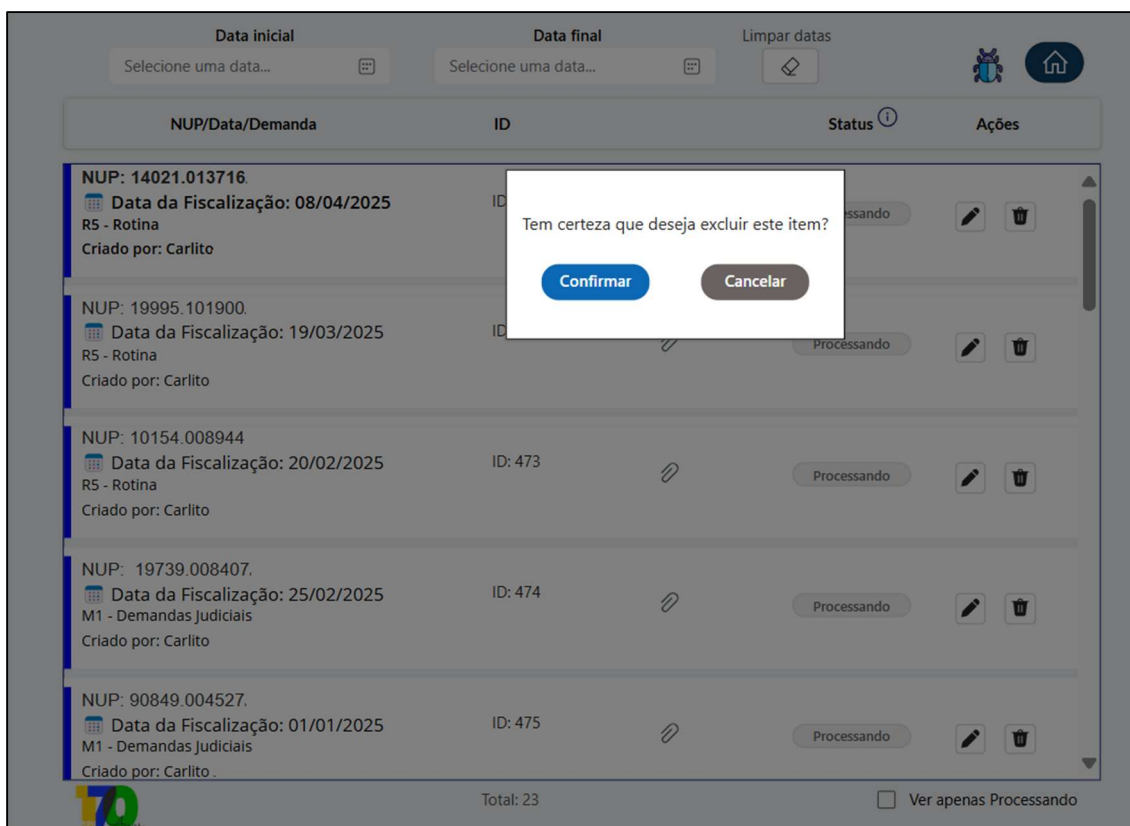 Data inicial
Data final
Limpar datas
Selecione uma data...
Selecione uma data...
NUP/Data/Demanda
ID
Status
Ações
NUP: 14021.013716.
Data da Fiscalização: 08/04/2025
R5 - Rotina
Criado por: Carlito
ID
Tem certeza que deseja excluir este item?
Confirmar
Cancelar
NUP: 19995.101900.
Data da Fiscalização: 19/03/2025
R5 - Rotina
Criado por: Carlito
ID
Processando
NUP: 10154.008944
Data da Fiscalização: 20/02/2025
R5 - Rotina
Criado por: Carlito
ID: 473
Processando
NUP: 19739.008407.
Data da Fiscalização: 25/02/2025
M1 - Demandas Judiciais
Criado por: Carlito
ID: 474
Processando
NUP: 90849.004527.
Data da Fiscalização: 01/01/2025
M1 - Demandas Judiciais
Criado por: Carlito .
ID: 475
Processando
Total: 23
Ver apenas Processando